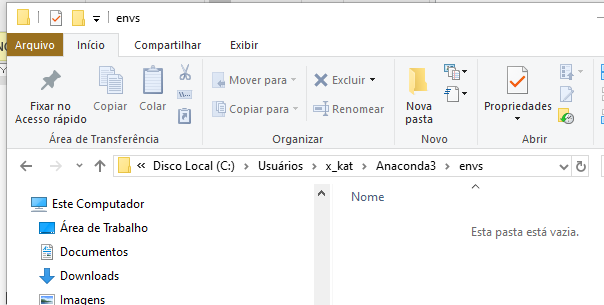 envs
Arquivo
Início
Compartilhar
Exibir
Fixar no
Acesso rápido
Copiar
Colar
Mover para
Copiar para
Excluir
Renomear
Nova
pasta
Propriedades
Área de Transferência
Organizar
Novo
Abrir
« Disco Local (C:) > Usuários > x_kat > Anaconda3 > envs
Este Computador
Área de Trabalho
Documentos
Downloads
Imagens
Nome
Esta pasta está vazia.